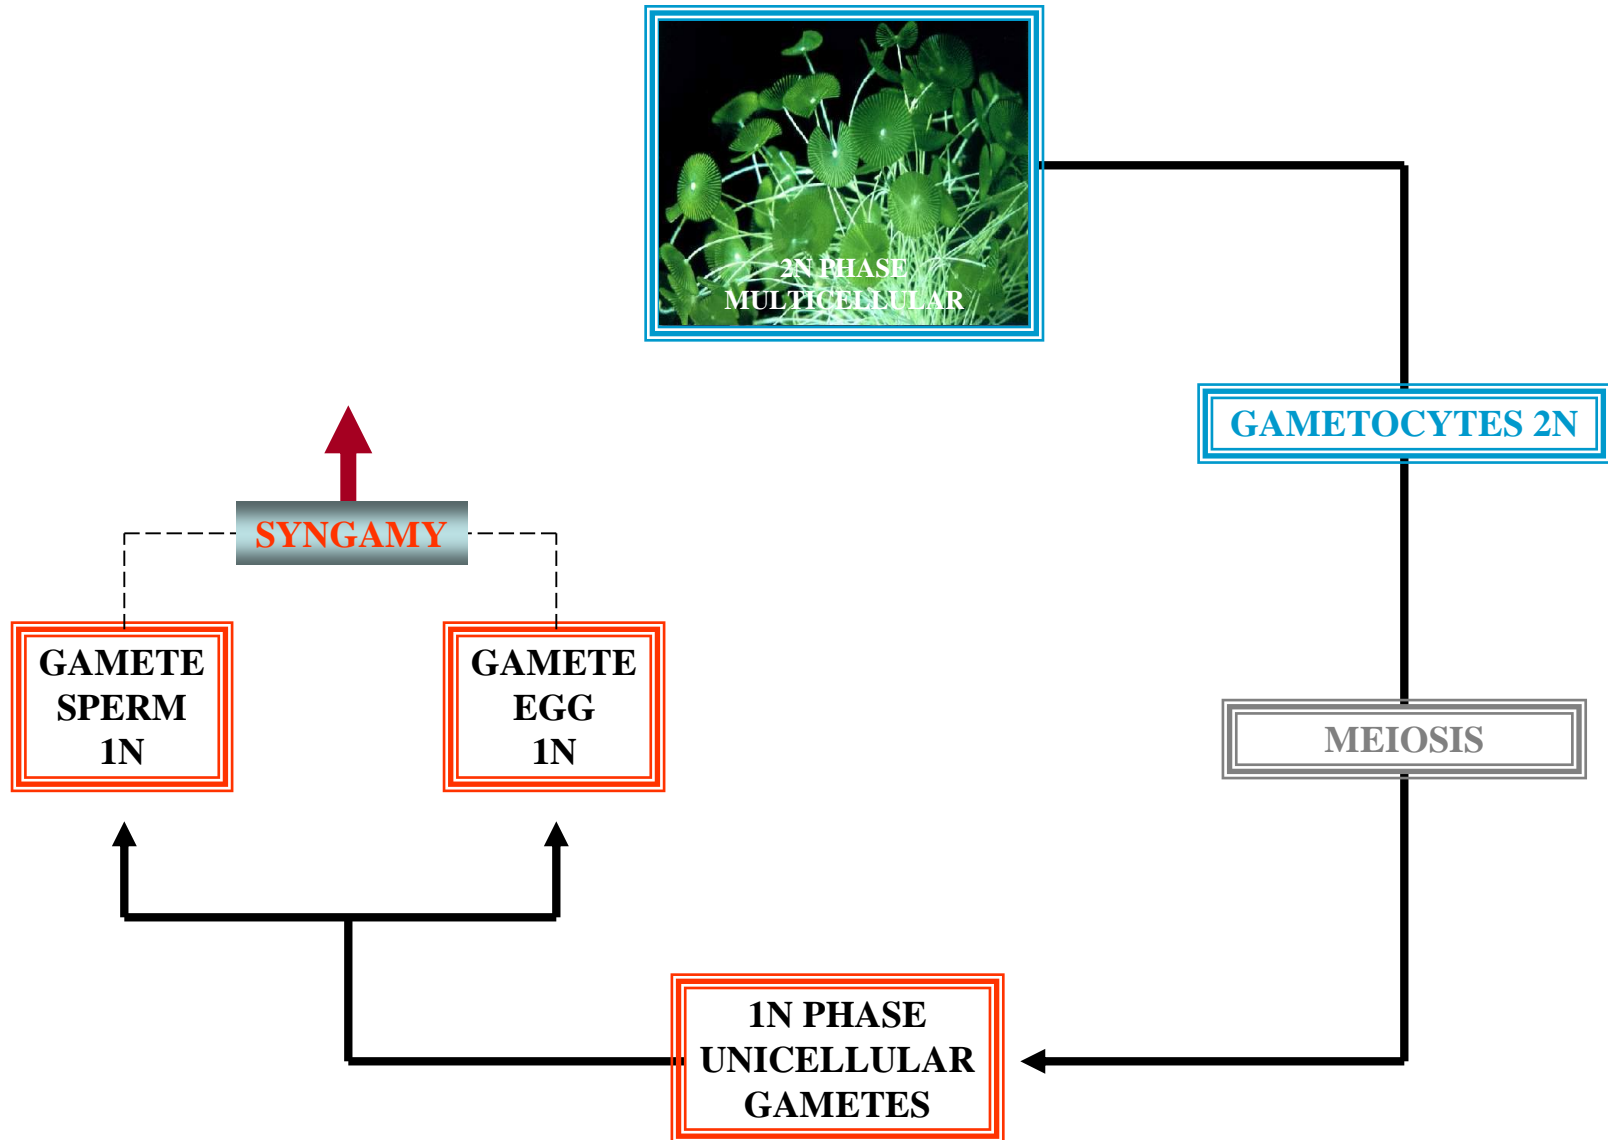 2N PHASE
MULTICELLULAR
GAMETOCYTES 2N
SYNGAMY
GAMETE
SPERM
1N
GAMETE
EGG
1N
MEIOSIS
1N PHASE
UNICELLULAR
GAMETES